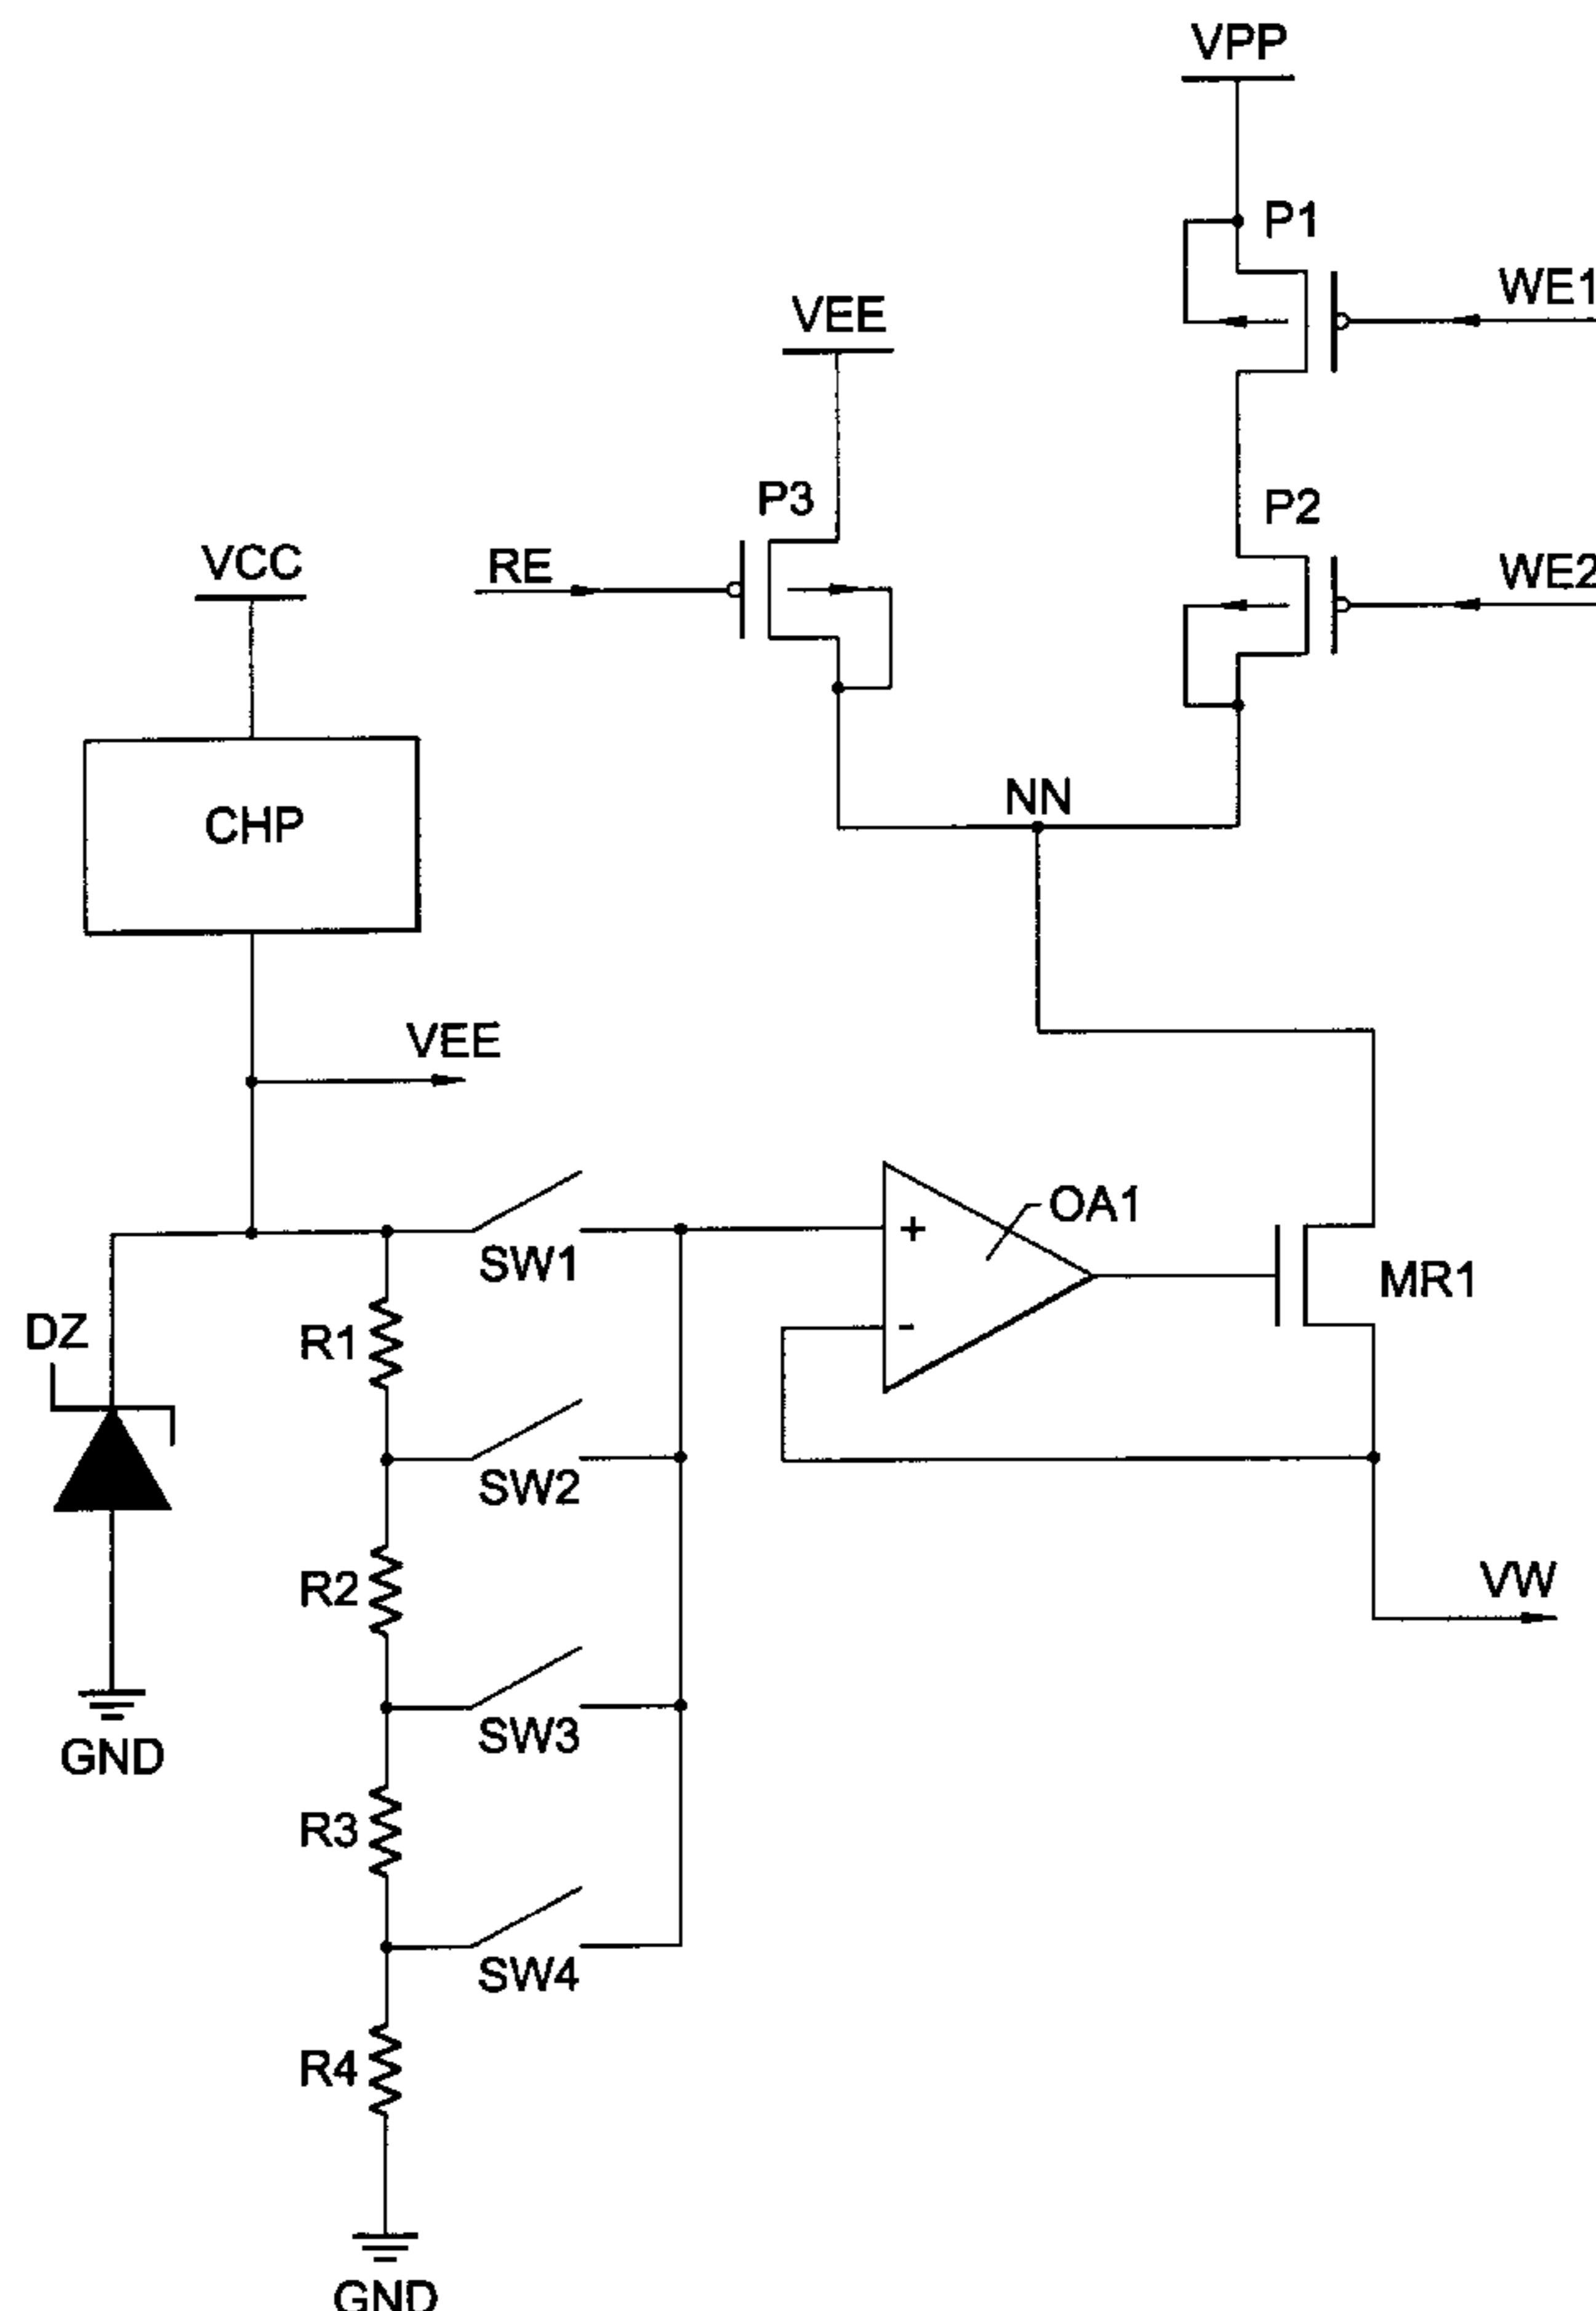 VPP
P1
WE1
VEE
P3
P2
VCC
RE
WE2
NN
CHP
VEE
+
OA1
SW1
MR1
DZ
R1
-
SW2
VW
R2
SW3
GND
R3
SW4
R4
GND